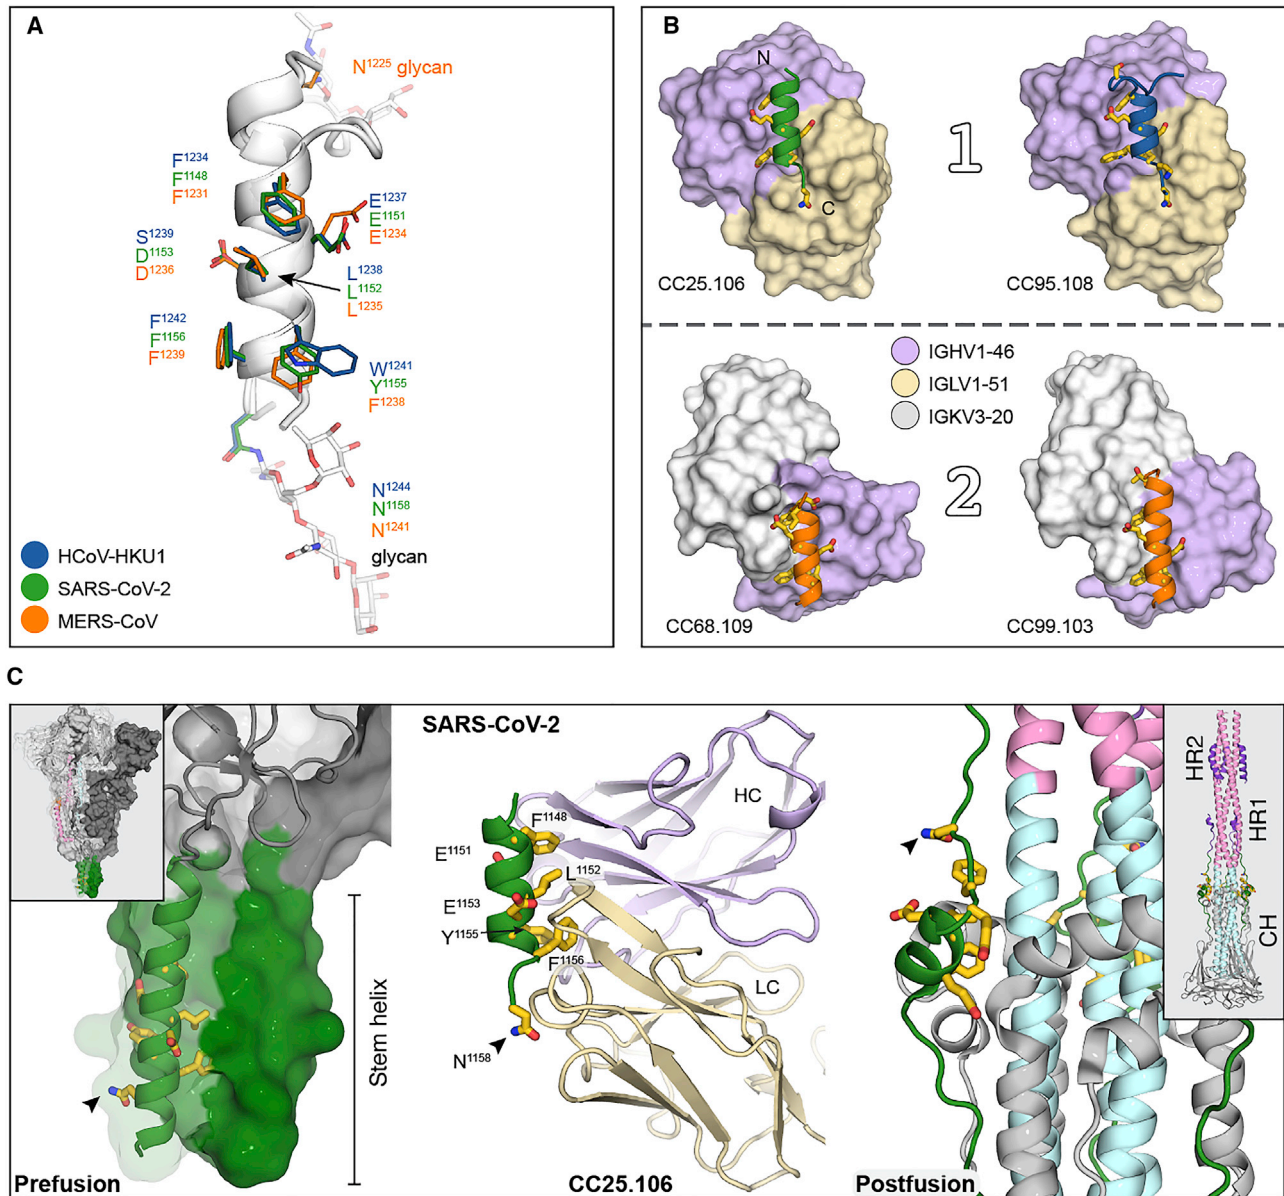 A
N1225 glycan
F1234
F1148
F1231
E1237
E1151
E1234
S1239
D1153
D1236
L1238
L1152
L1235
F1242
F1156
F1239
W1241
Y1155
F1238
N1244
N1158
N1241
glycan
HCoV-HKU1
SARS-CoV-2
MERS-CoV
B
N
C
CC25.106
1
CC95.108
IGHV1-46
IGLV1-51
IGKV3-20
2
CC68.109
CC99.103
C
Stem helix
Prefusion
SARS-CoV-2
HC
F1148
E1151
L1152
E1153
Y1155
F1156
LC
N1158
CC25.106
HR2
HR1
CH
Postfusion